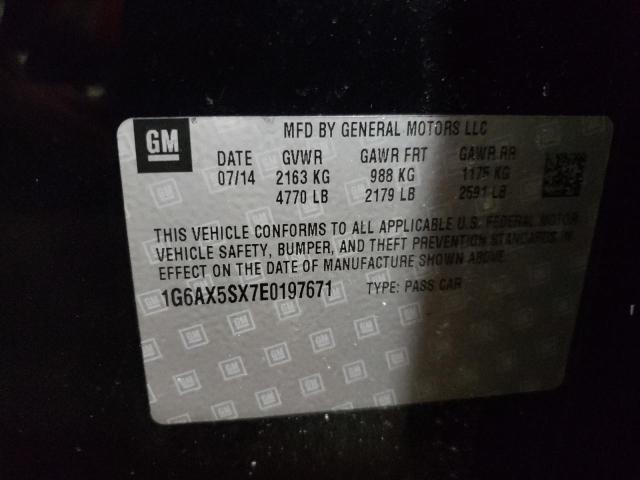 GM
MFD BY GENERAL MOTORS LLC
DATE GVWR GAWR FRT GAWR RR
07/14 2163 KG 988 KG 1175 KG
4770 LB 2179 LB 2591 LB
THIS VEHICLE CONFORMS TO ALL APPLICABLE U.S. FEDERAL MOTOR
VEHICLE SAFETY, BUMPER, AND THEFT PREVENTION STANDARDS IN
EFFECT ON THE DATE OF MANUFACTURE SHOWN ABOVE.
1G6AX5SX7E0197671 TYPE: PASS CAR